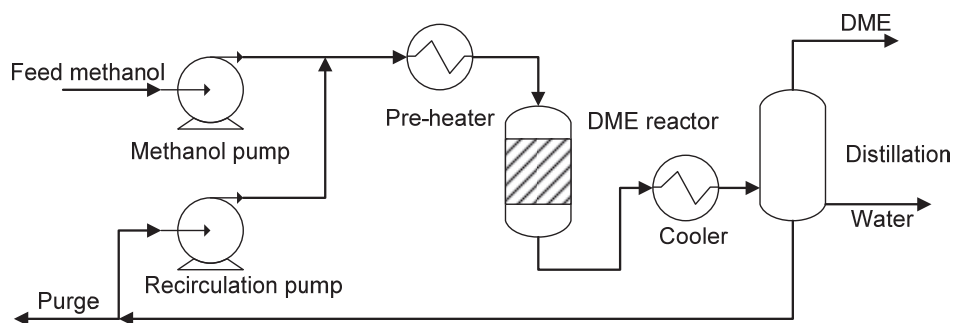 DME
Feed methanol
Pre-heater
DME reactor
Methanol pump
Distillation
Water
Cooler
Recirculation pump
Purge